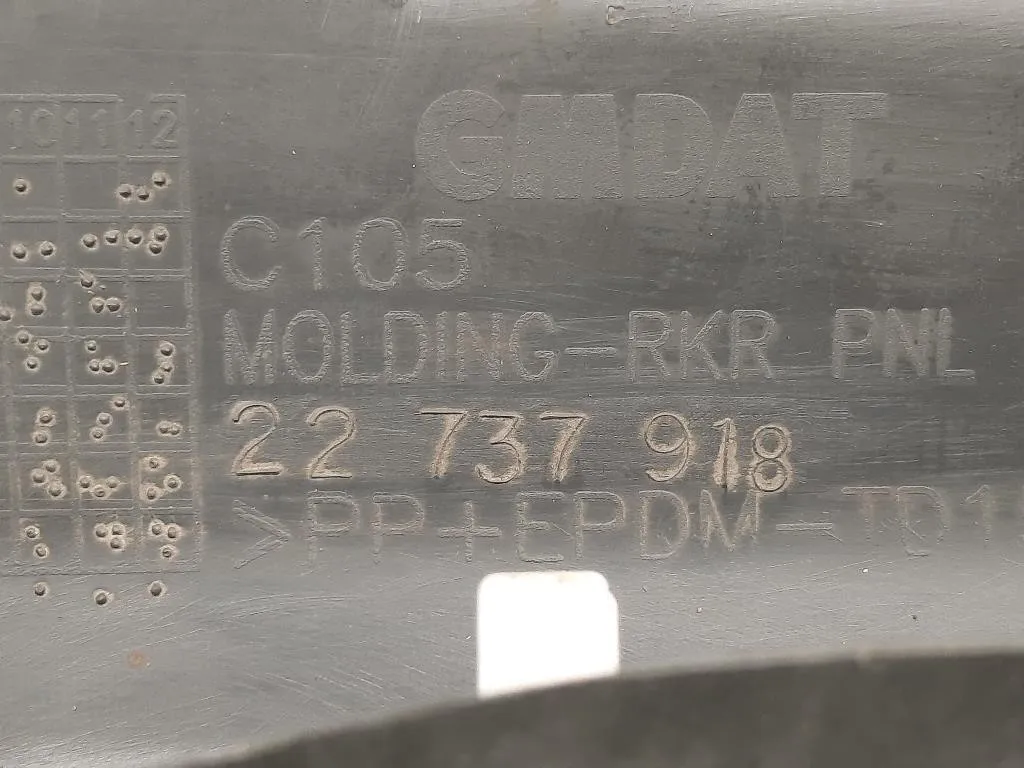 10 11 12
GMDAT
C105
MOLDING-RKR PNL
22 737 918
>PP+EPDM-TD1